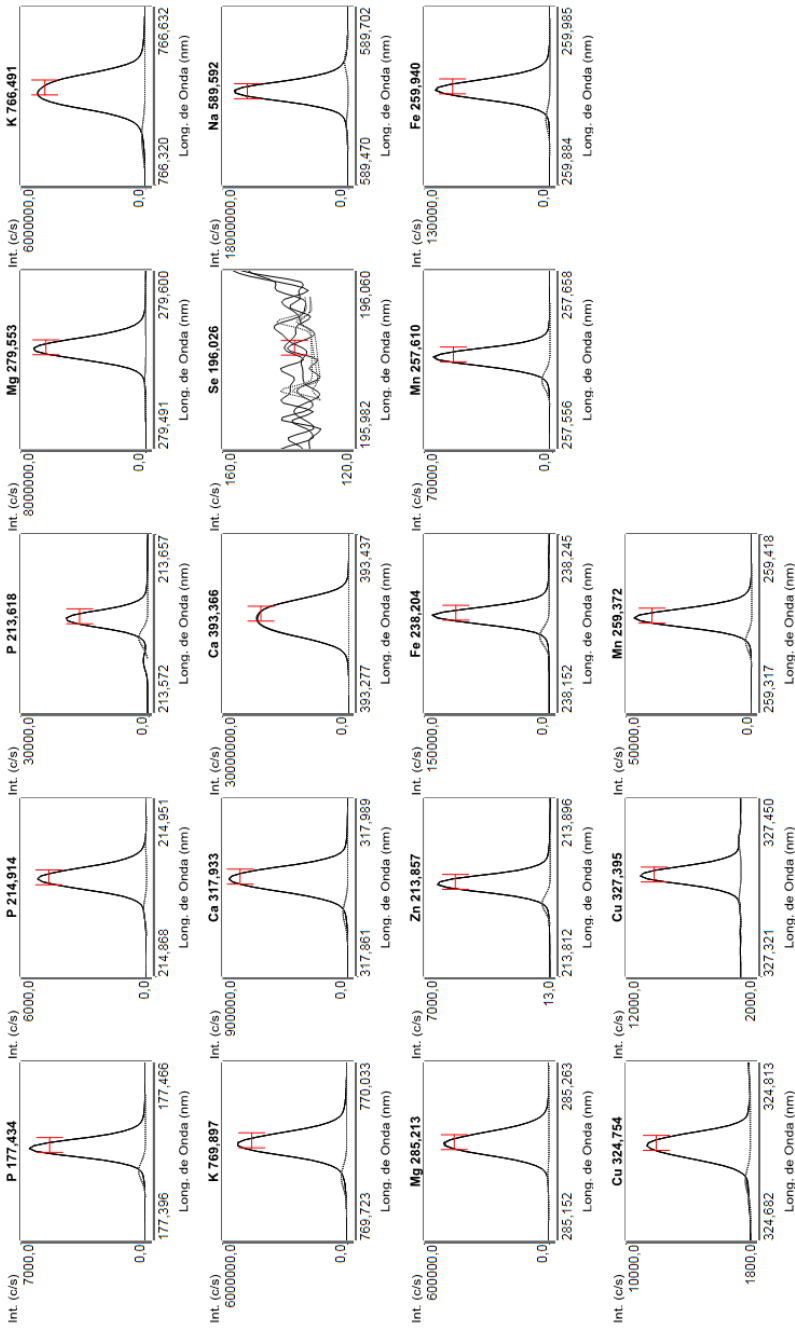 Int. (c/s)
P 177,434
7000,0
0,0
177,396
177,466
Long. de Onda (nm)
Int. (c/s)
P 214,914
6000,0
0,0
214,868
214,951
Long. de Onda (nm)
Int. (c/s)
P 213,618
30000,0
0,0
213,572
213,657
Long. de Onda (nm)
Int. (c/s)
Mg 279,553
8000000,0
0,0
279,491
279,600
Long. de Onda (nm)
Int. (c/s)
K 766,491
6000000,0
0,0
766,320
766,632
Long. de Onda (nm)
Int. (c/s)
K 769,897
6000000,0
0,0
769,723
770,033
Long. de Onda (nm)
Int. (c/s)
Ca 317,933
9000000,0
0,0
317,861
317,989
Long. de Onda (nm)
Int. (c/s)
Ca 393,366
30000000,0
0,0
393,277
393,437
Long. de Onda (nm)
Int. (c/s)
Se 196,026
160,0
120,0
195,982
196,060
Long. de Onda (nm)
Int. (c/s)
Na 589,592
18000000,0
0,0
589,470
589,702
Long. de Onda (nm)
Int. (c/s)
Mg 285,213
600000,0
0,0
285,152
285,263
Long. de Onda (nm)
Int. (c/s)
Zn 213,857
7000,0
13,0
213,812
213,896
Long. de Onda (nm)
Int. (c/s)
Fe 238,204
150000,0
0,0
238,152
238,245
Long. de Onda (nm)
Int. (c/s)
Mn 257,610
70000,0
0,0
257,556
257,658
Long. de Onda (nm)
Int. (c/s)
Fe 259,940
130000,0
0,0
259,884
259,985
Long. de Onda (nm)
Int. (c/s)
Cu 324,754
10000,0
1800,0
324,682
324,813
Long. de Onda (nm)
Int. (c/s)
Cu 327,395
12000,0
2000,0
327,321
327,450
Long. de Onda (nm)
Int. (c/s)
Mn 259,372
50000,0
0,0
259,317
259,418
Long. de Onda (nm)